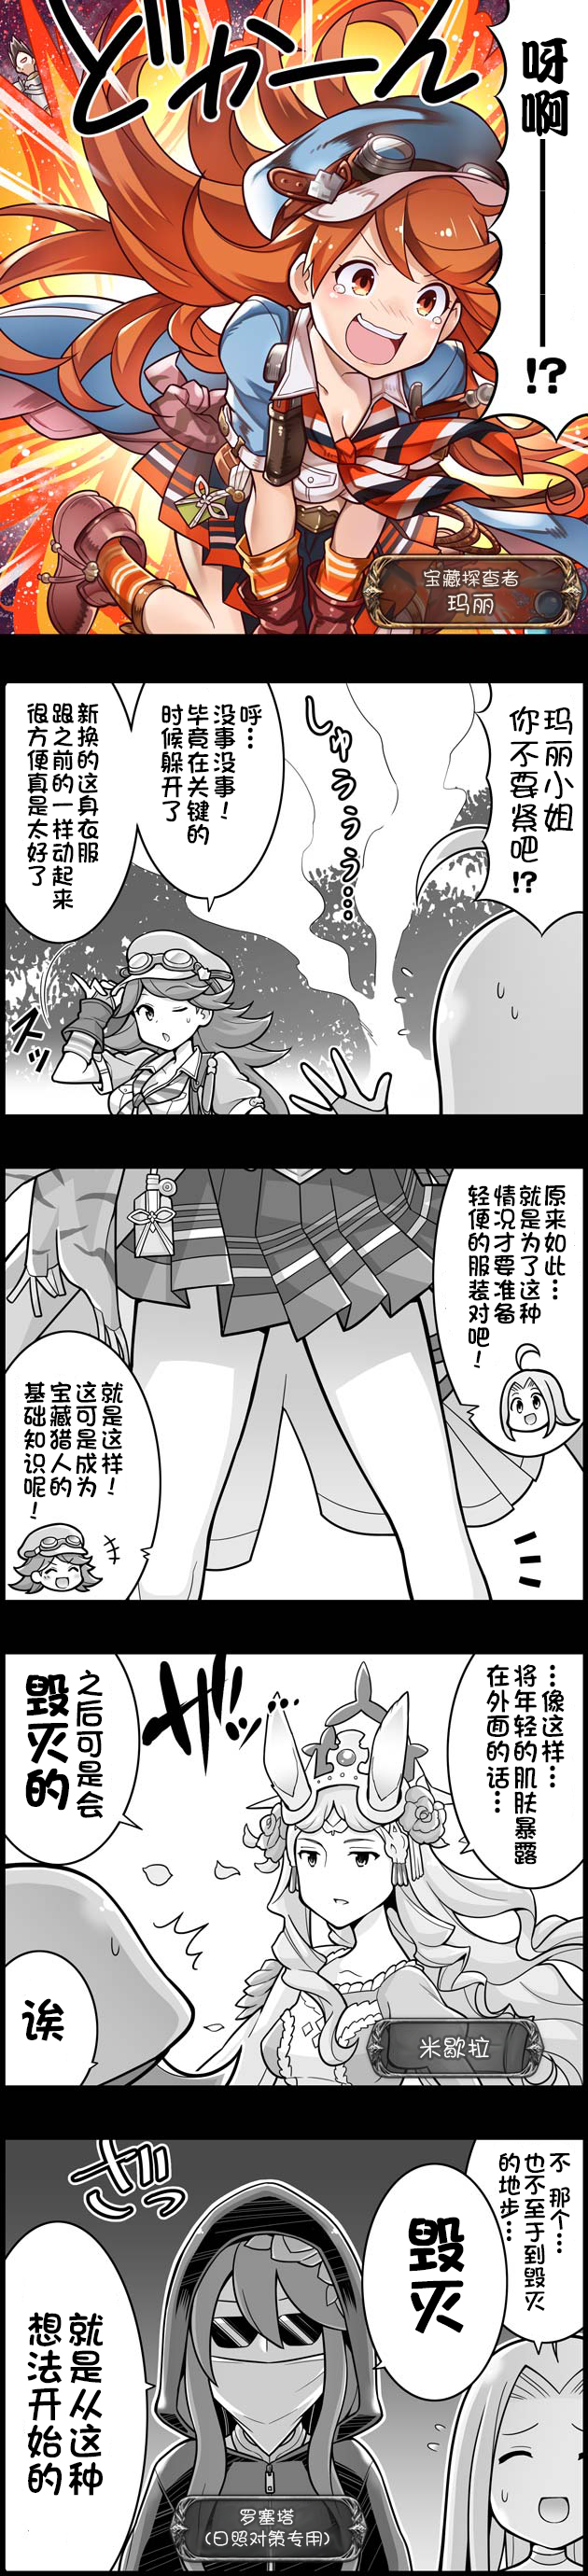 どかーん
呀啊
———!?
宝藏探查者
玛丽
玛丽小姐
你不要紧吧!?
しゅううう…
呼…
没事没事！
毕竟在关键的
时候躲开了
新换的这身衣服
跟之前的一样动起来
很方便真是太好了
スッ
原来如此…
就是为了这种
情况才要准备
轻便的服装对吧！
就是这样！
这可是成为
宝藏猎人的
基础知识呢！
…像这样…
将年轻的肌肤暴露
在外面的话…
ザッ…
之后可是会
毁灭的
诶
米歇拉
不 那个…
也不至于到毁灭
的地步…
毁灭
ざっ
就是从这种
想法开始的
罗塞塔
（日照对策专用）